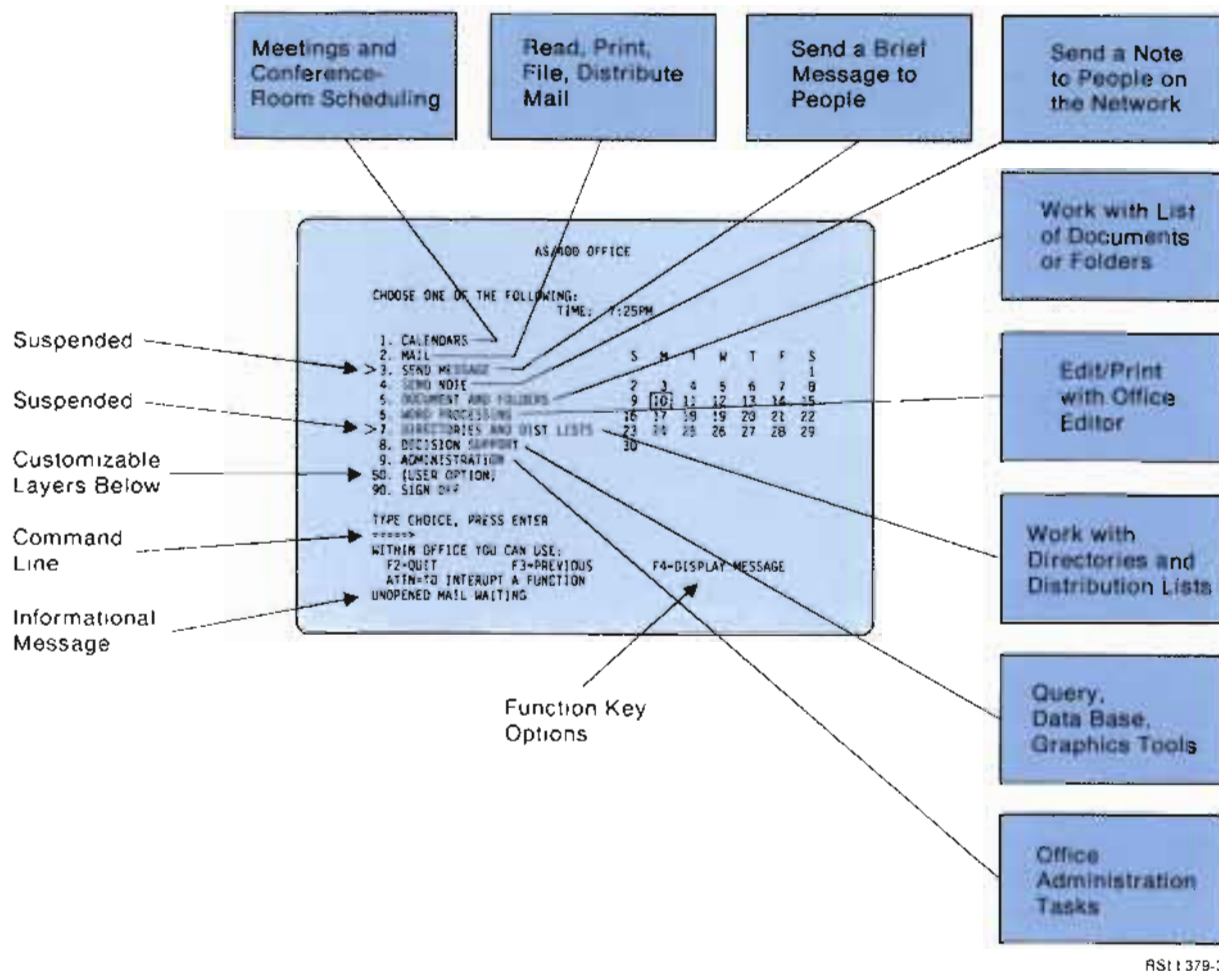 Meetings and
Conference-
Room Scheduling
Read, Print,
File, Distribute
Mail
Send a Brief
Message to
People
Send a Note
to People on
the Network
Work with List
of Documents
or Folders
Edit/Print
with Office
Editor
Work with
Directories and
Distribution Lists
Query,
Data Base,
Graphics Tools
Office
Administration
Tasks
Suspended
Suspended
Customizable
Layers Below
Command
Line
Informational
Message
Function Key
Options
AS/400 OFFICE
CHOOSE ONE OF THE FOLLOWING:
TIME: 7:25PM
1. CALENDARS
2. MAIL
>3. SEND MESSAGE
4. SEND NOTE
5. DOCUMENT AND FOLDERS
6. WORD PROCESSING
>7. DIRECTORIES AND DIST LISTS
8. DECISION SUPPORT
9. ADMINISTRATION
50. (USER OPTION)
90. SIGN OFF
S M T W T F S
1
2 3 4 5 6 7 8
9 10 11 12 13 14 15
16 17 18 19 20 21 22
23 24 25 26 27 28 29
30
TYPE CHOICE, PRESS ENTER
=====>
WITHIN OFFICE YOU CAN USE:
F2=QUIT F3=PREVIOUS F4=DISPLAY MESSAGE
ATTN=TO INTERUPT A FUNCTION
UNOPENED MAIL WAITING